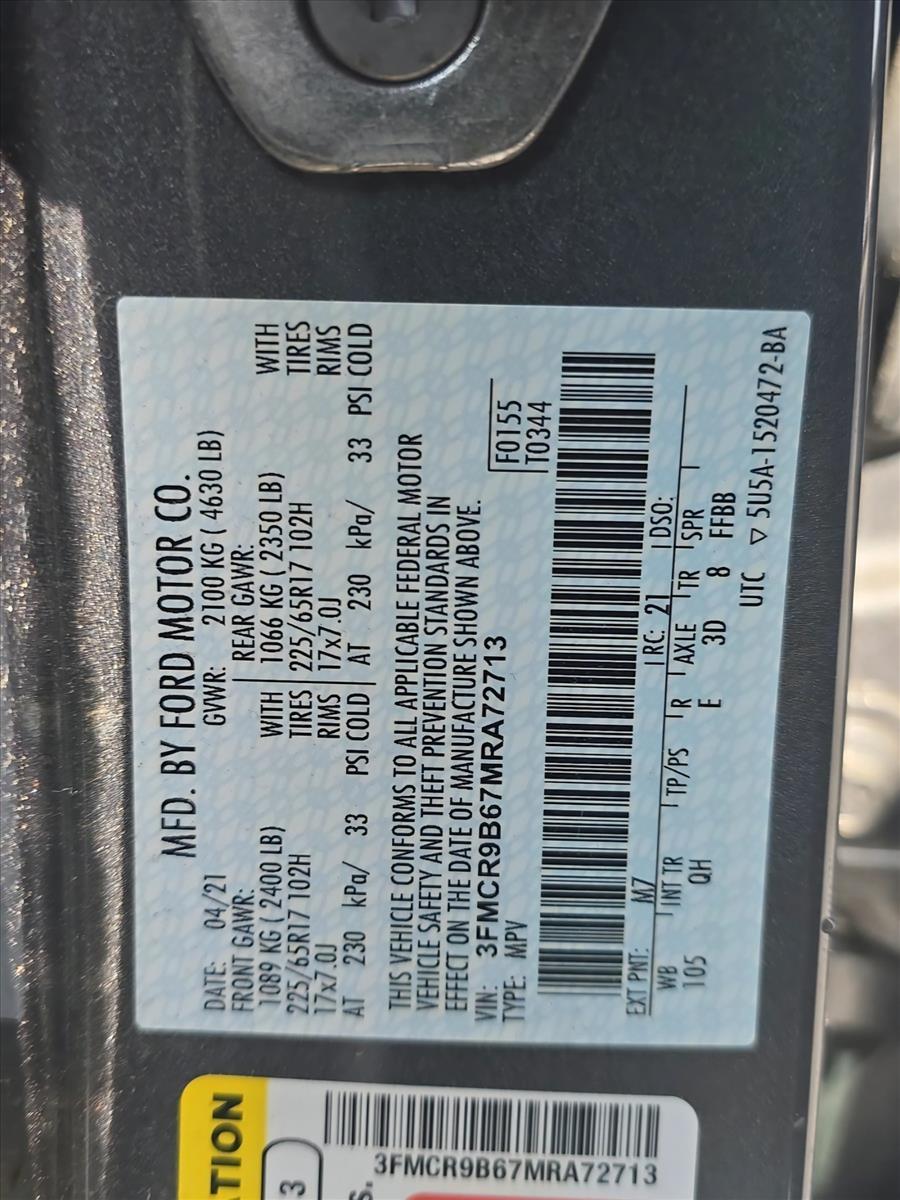 MFD. BY FORD MOTOR CO.
DATE: 04/21 GVWR: 2100 KG ( 4630 LB)
FRONT GAWR: REAR GAWR:
1089 KG ( 2400 LB) WITH 1066 KG ( 2350 LB) WITH
225/65R17 102H TIRES 225/65R17 102H TIRES
17x7.0J RIMS 17x7.0J RIMS
AT 230 kPa/ 33 PSI COLD AT 230 kPa/ 33 PSI COLD
THIS VEHICLE CONFORMS TO ALL APPLICABLE FEDERAL MOTOR
VEHICLE SAFETY AND THEFT PREVENTION STANDARDS IN
EFFECT ON THE DATE OF MANUFACTURE SHOWN ABOVE.
VIN: 3FMCR9B67MRA72713 F0155
TYPE: MPV T0344
EXT PNT: M7 RC: 21 DSO:
WB INT TR TP/PS R AXLE TR SPR
105 QH E 3D 8 FFBB
UTC ▽ 5U5A-1520472-BA
ATION
3
S.
3FMCR9B67MRA72713